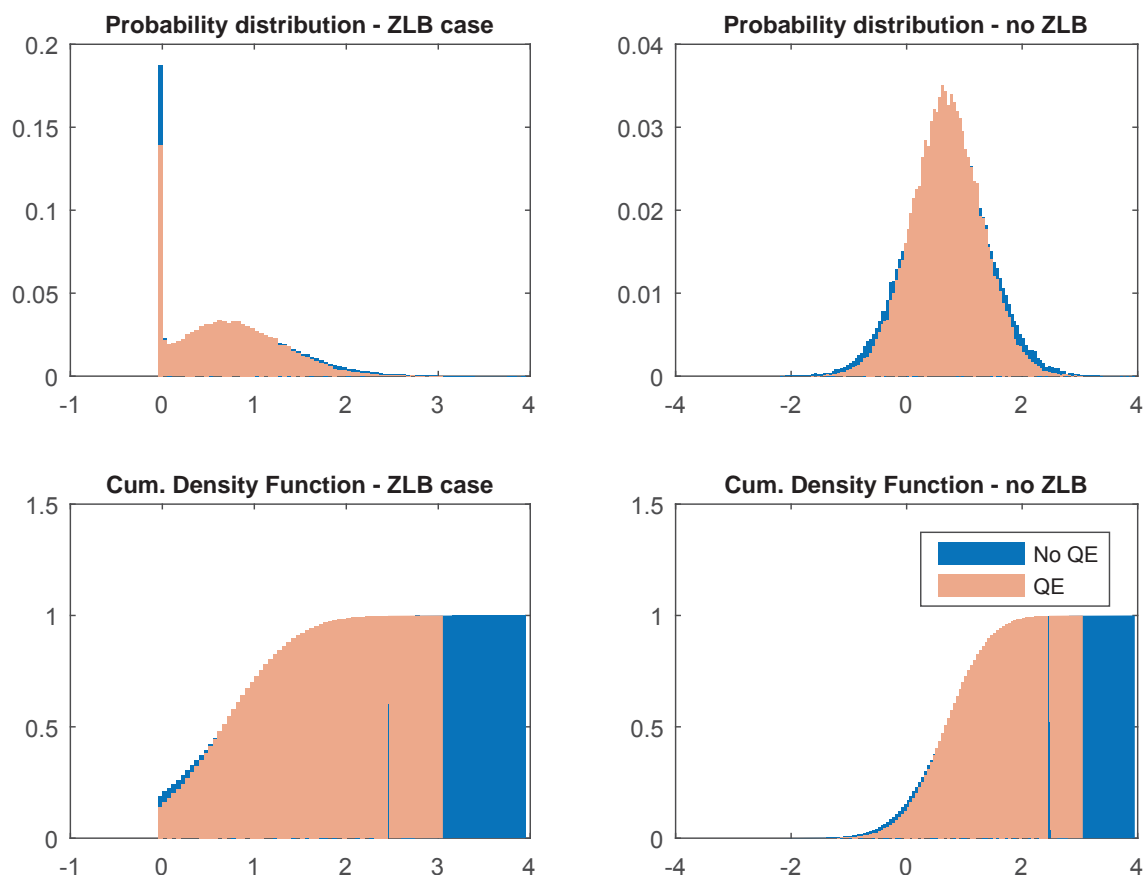 Probability distribution - ZLB case
0.2
0.15
0.1
0.05
0
-1 0 1 2 3 4
Probability distribution - no ZLB
0.04
0.03
0.02
0.01
0
-4 -2 0 2 4
Cum. Density Function - ZLB case
1.5
1
0.5
0
-1 0 1 2 3 4
Cum. Density Function - no ZLB
1.5
No QE
QE
1
0.5
0
-4 -2 0 2 4